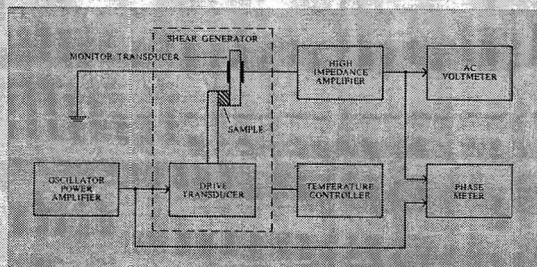 SHEAR GENERATOR
MONITOR TRANSDUCER
HIGH
IMPEDANCE
AMPLIFIER
AC
VOLTMETER
SAMPLE
OSCILLATOR
POWER
AMPLIFIER
DRIVE
TRANSDUCER
TEMPERATURE
CONTROLLER
PHASE
METER